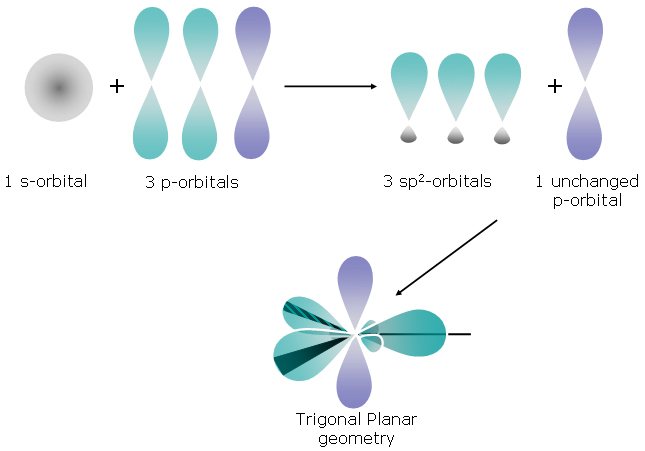 +
+
1 s-orbital
3 p-orbitals
3 sp²-orbitals
1 unchanged
p-orbital
Trigonal Planar
geometry